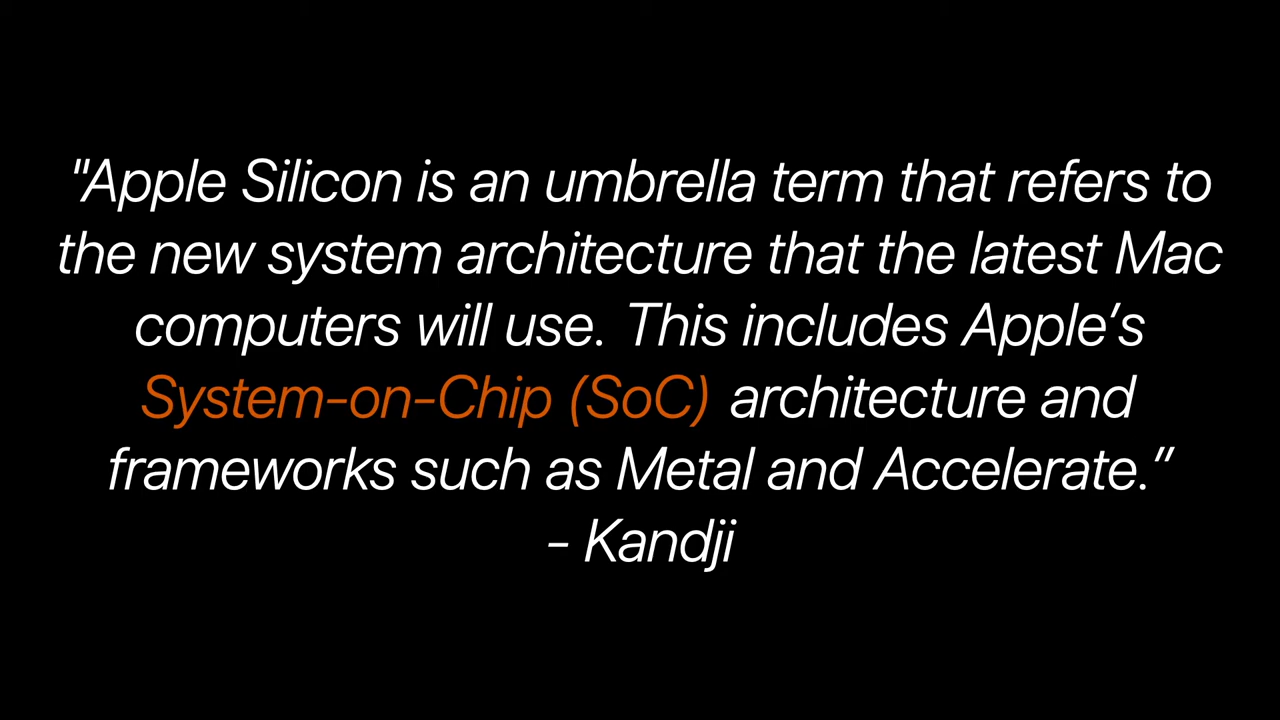 "Apple Silicon is an umbrella term that refers to
the new system architecture that the latest Mac
computers will use. This includes Apple’s
System-on-Chip (SoC) architecture and
frameworks such as Metal and Accelerate.”
- Kandji